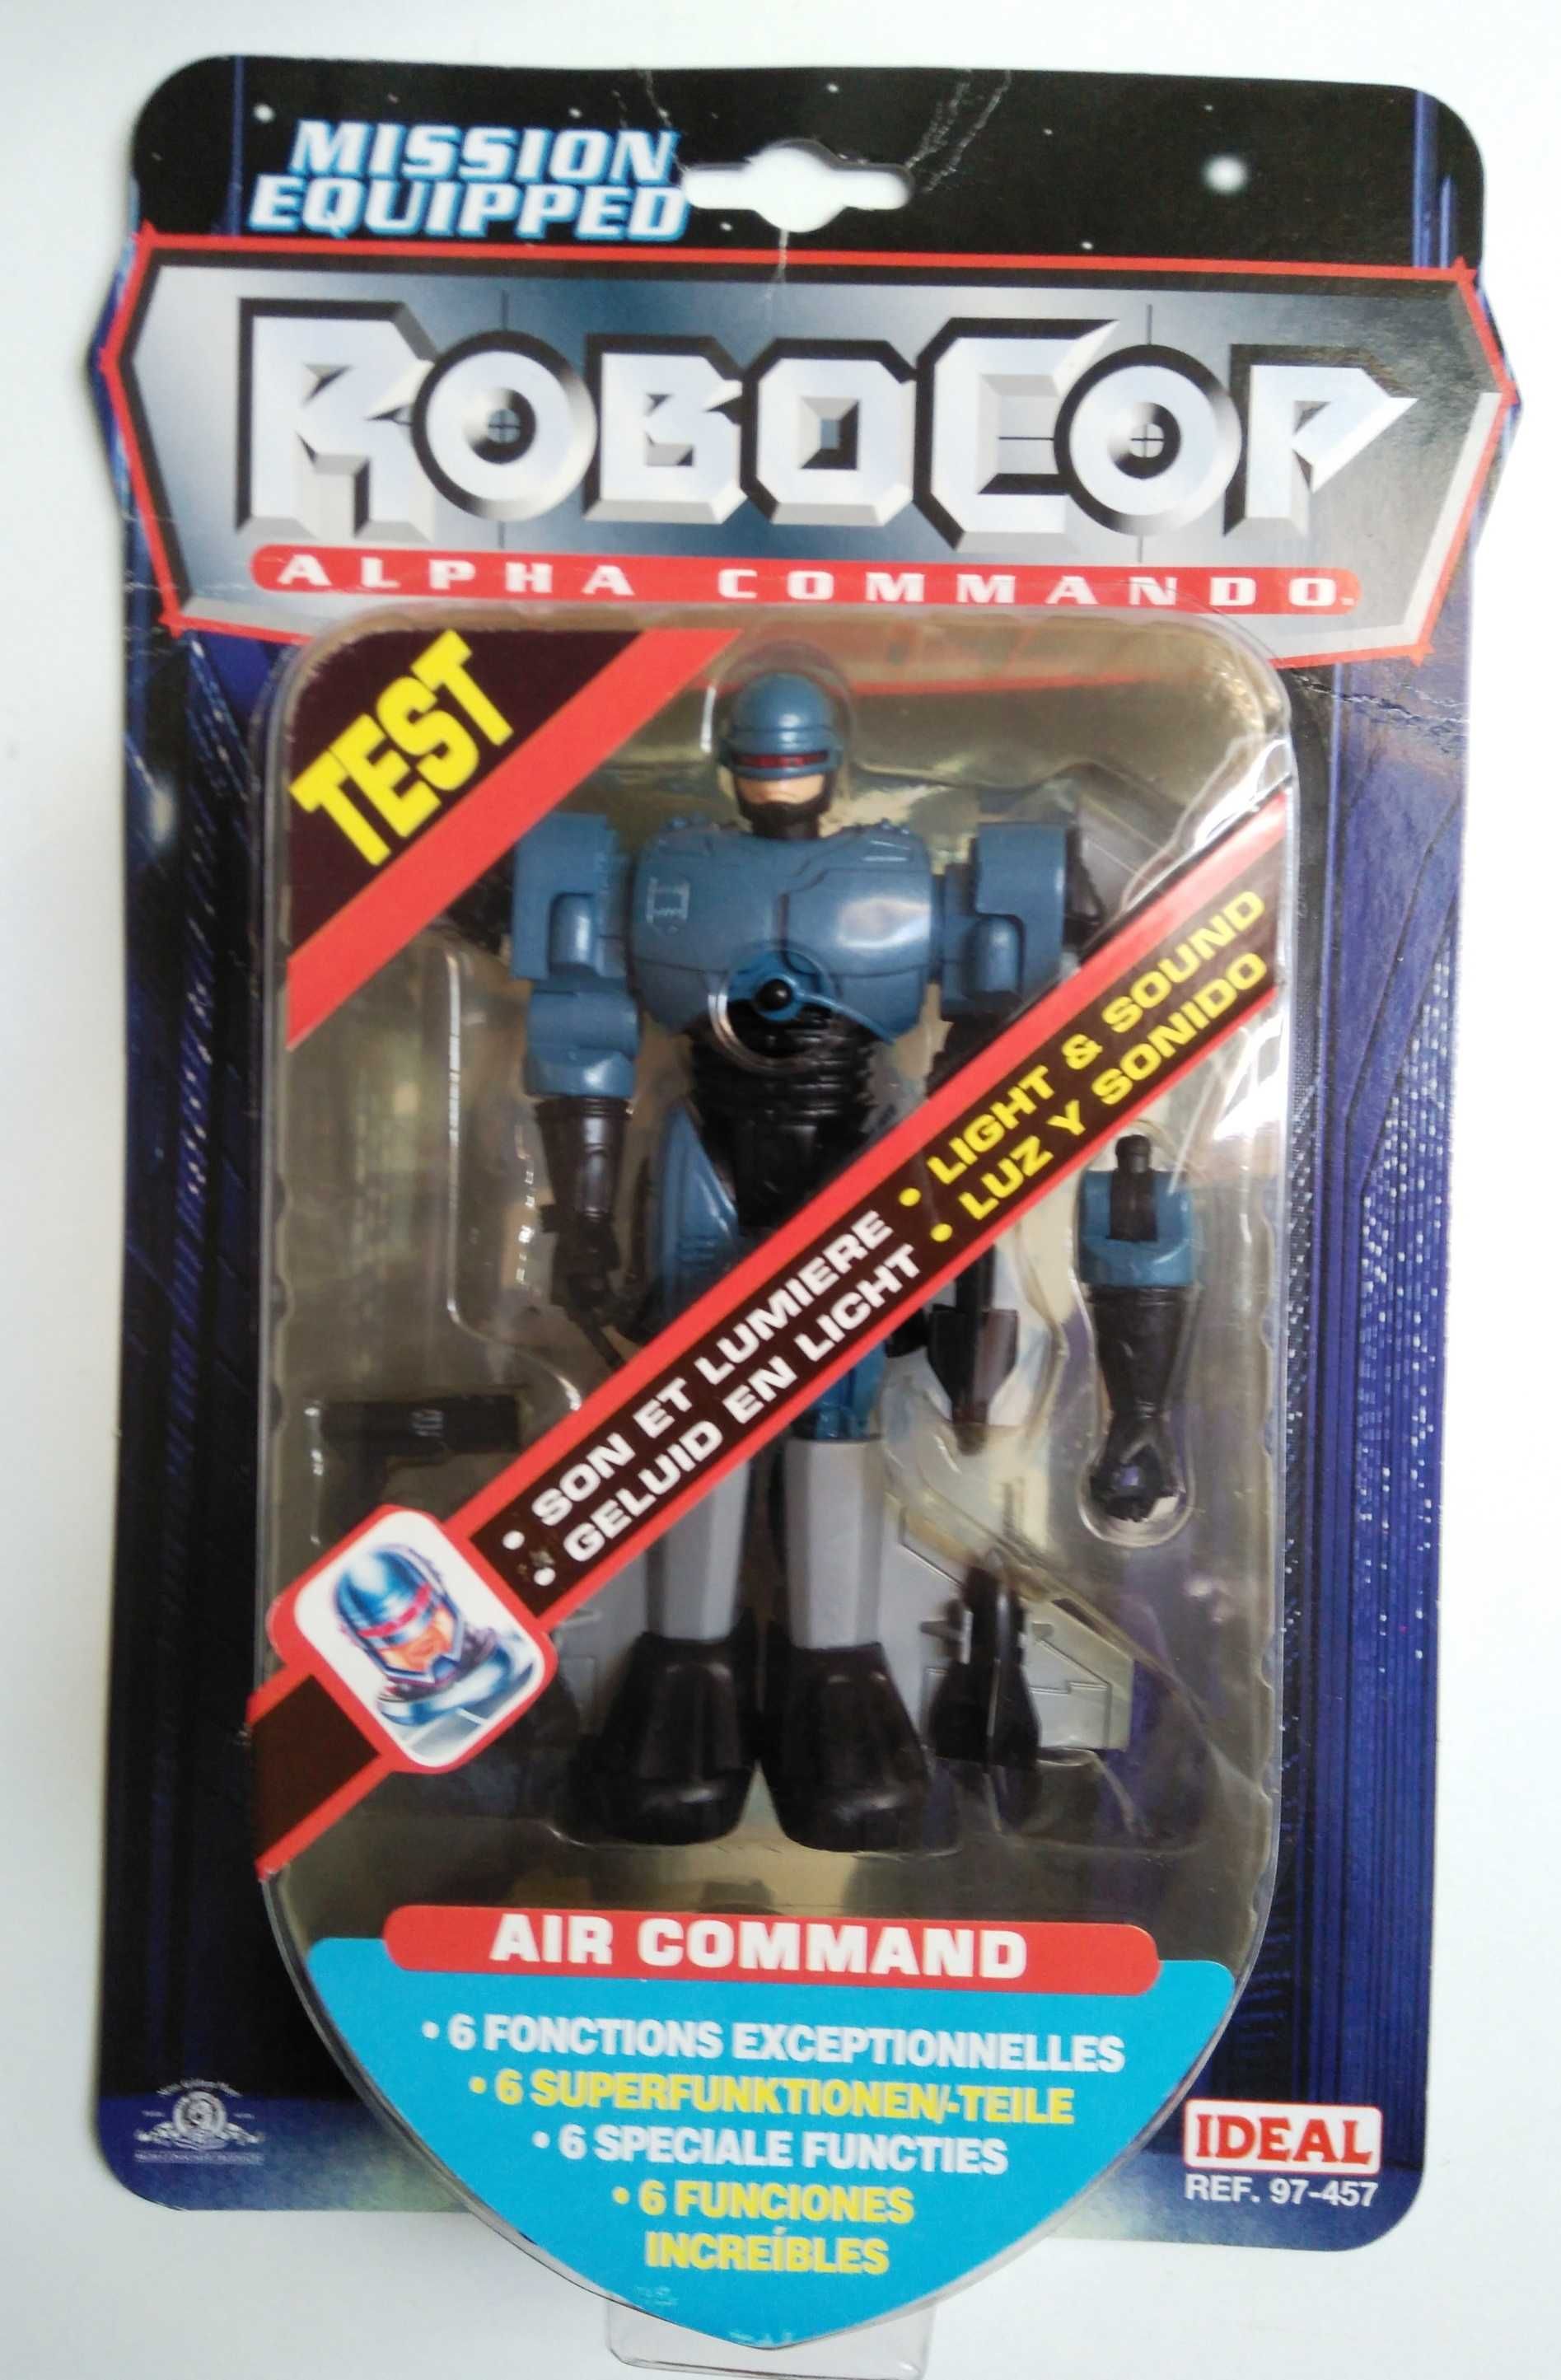 MISSION
EQUIPPED
ROBOCOP
ALPHA COMMANDO
TEST
• SON ET LUMIERE • LIGHT & SOUND
• GELUID EN LICHT • LUZ Y SONIDO
AIR COMMAND
• 6 FONCTIONS EXCEPTIONNELLES
• 6 SUPERFUNKTIONEN/-TEILE
• 6 SPECIALE FUNCTIES
• 6 FUNCIONES
INCREÍBLES
IDEAL
REF. 97-457